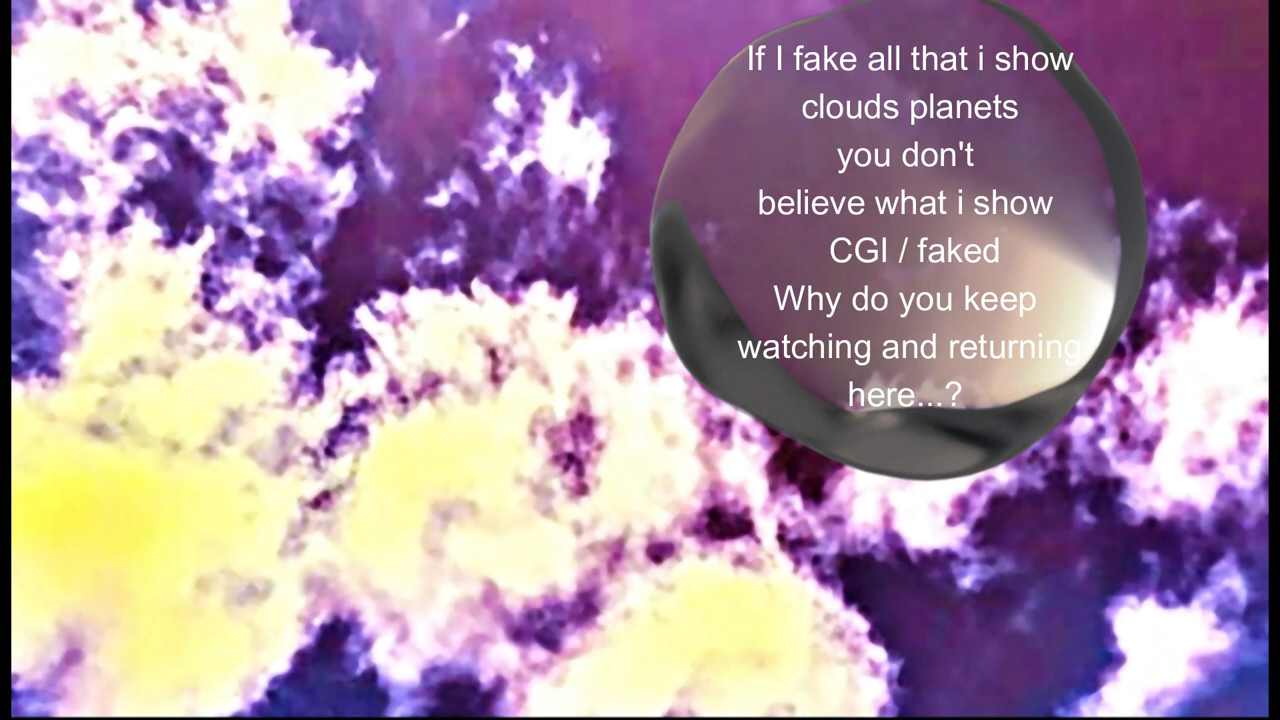 If I fake all that i show
clouds planets
you don't
believe what i show
CGI / faked
Why do you keep
watching and returning
here...?